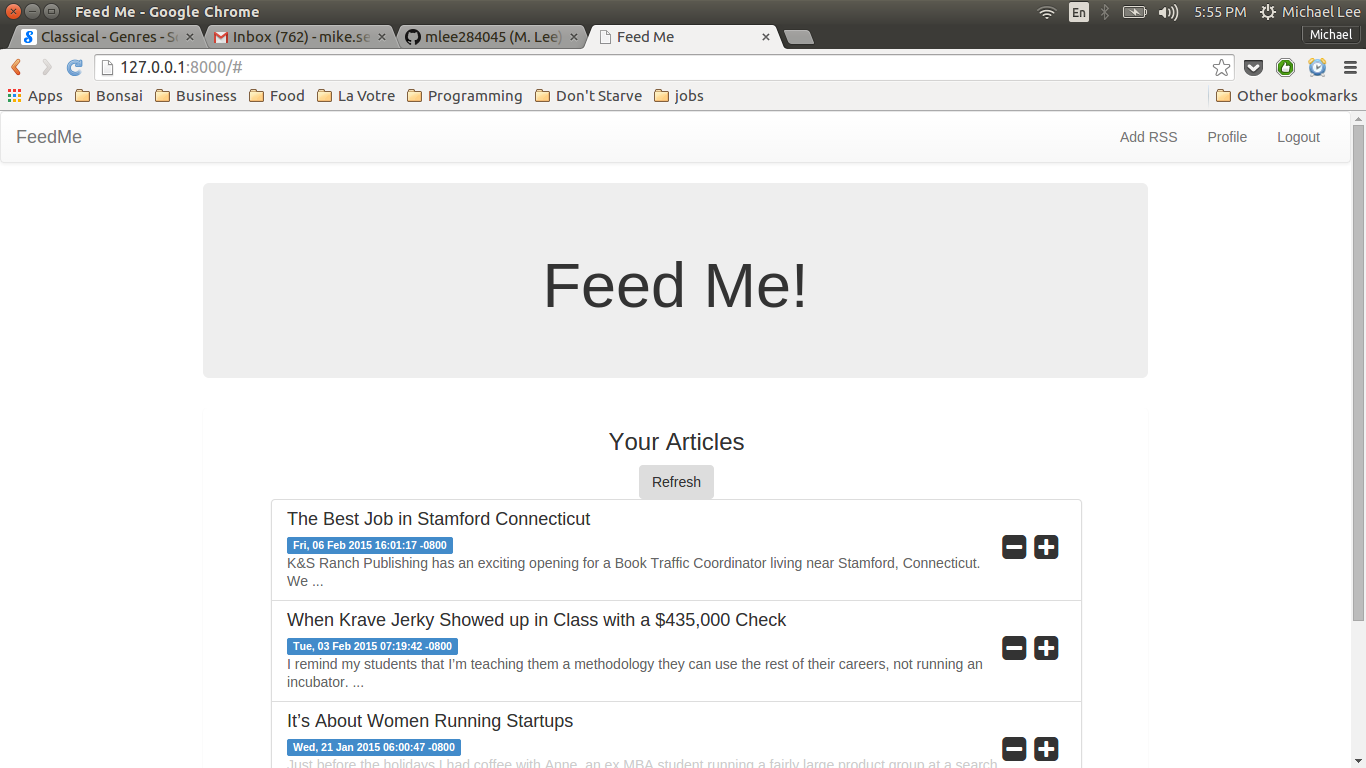 Feed Me - Google Chrome
En
5:55 PM
Michael Lee
Classical - Genres - S
Inbox (762) - mike.se
mlee284045 (M. Lee)
Feed Me
Michael
127.0.0.1:8000/#
Apps
Bonsai
Business
Food
La Votre
Programming
Don't Starve
jobs
Other bookmarks
FeedMe
Add RSS
Profile
Logout
Feed Me!
Your Articles
Refresh
The Best Job in Stamford Connecticut
Fri, 06 Feb 2015 16:01:17 -0800
K&S Ranch Publishing has an exciting opening for a Book Traffic Coordinator living near Stamford, Connecticut.
We ...
When Krave Jerky Showed up in Class with a $435,000 Check
Tue, 03 Feb 2015 07:19:42 -0800
I remind my students that I'm teaching them a methodology they can use the rest of their careers, not running an
incubator. ...
It’s About Women Running Startups
Wed, 21 Jan 2015 06:00:47 -0800
Just before the holidays I had coffee with Anne, an ex MBA student running a fairly large product group at a search